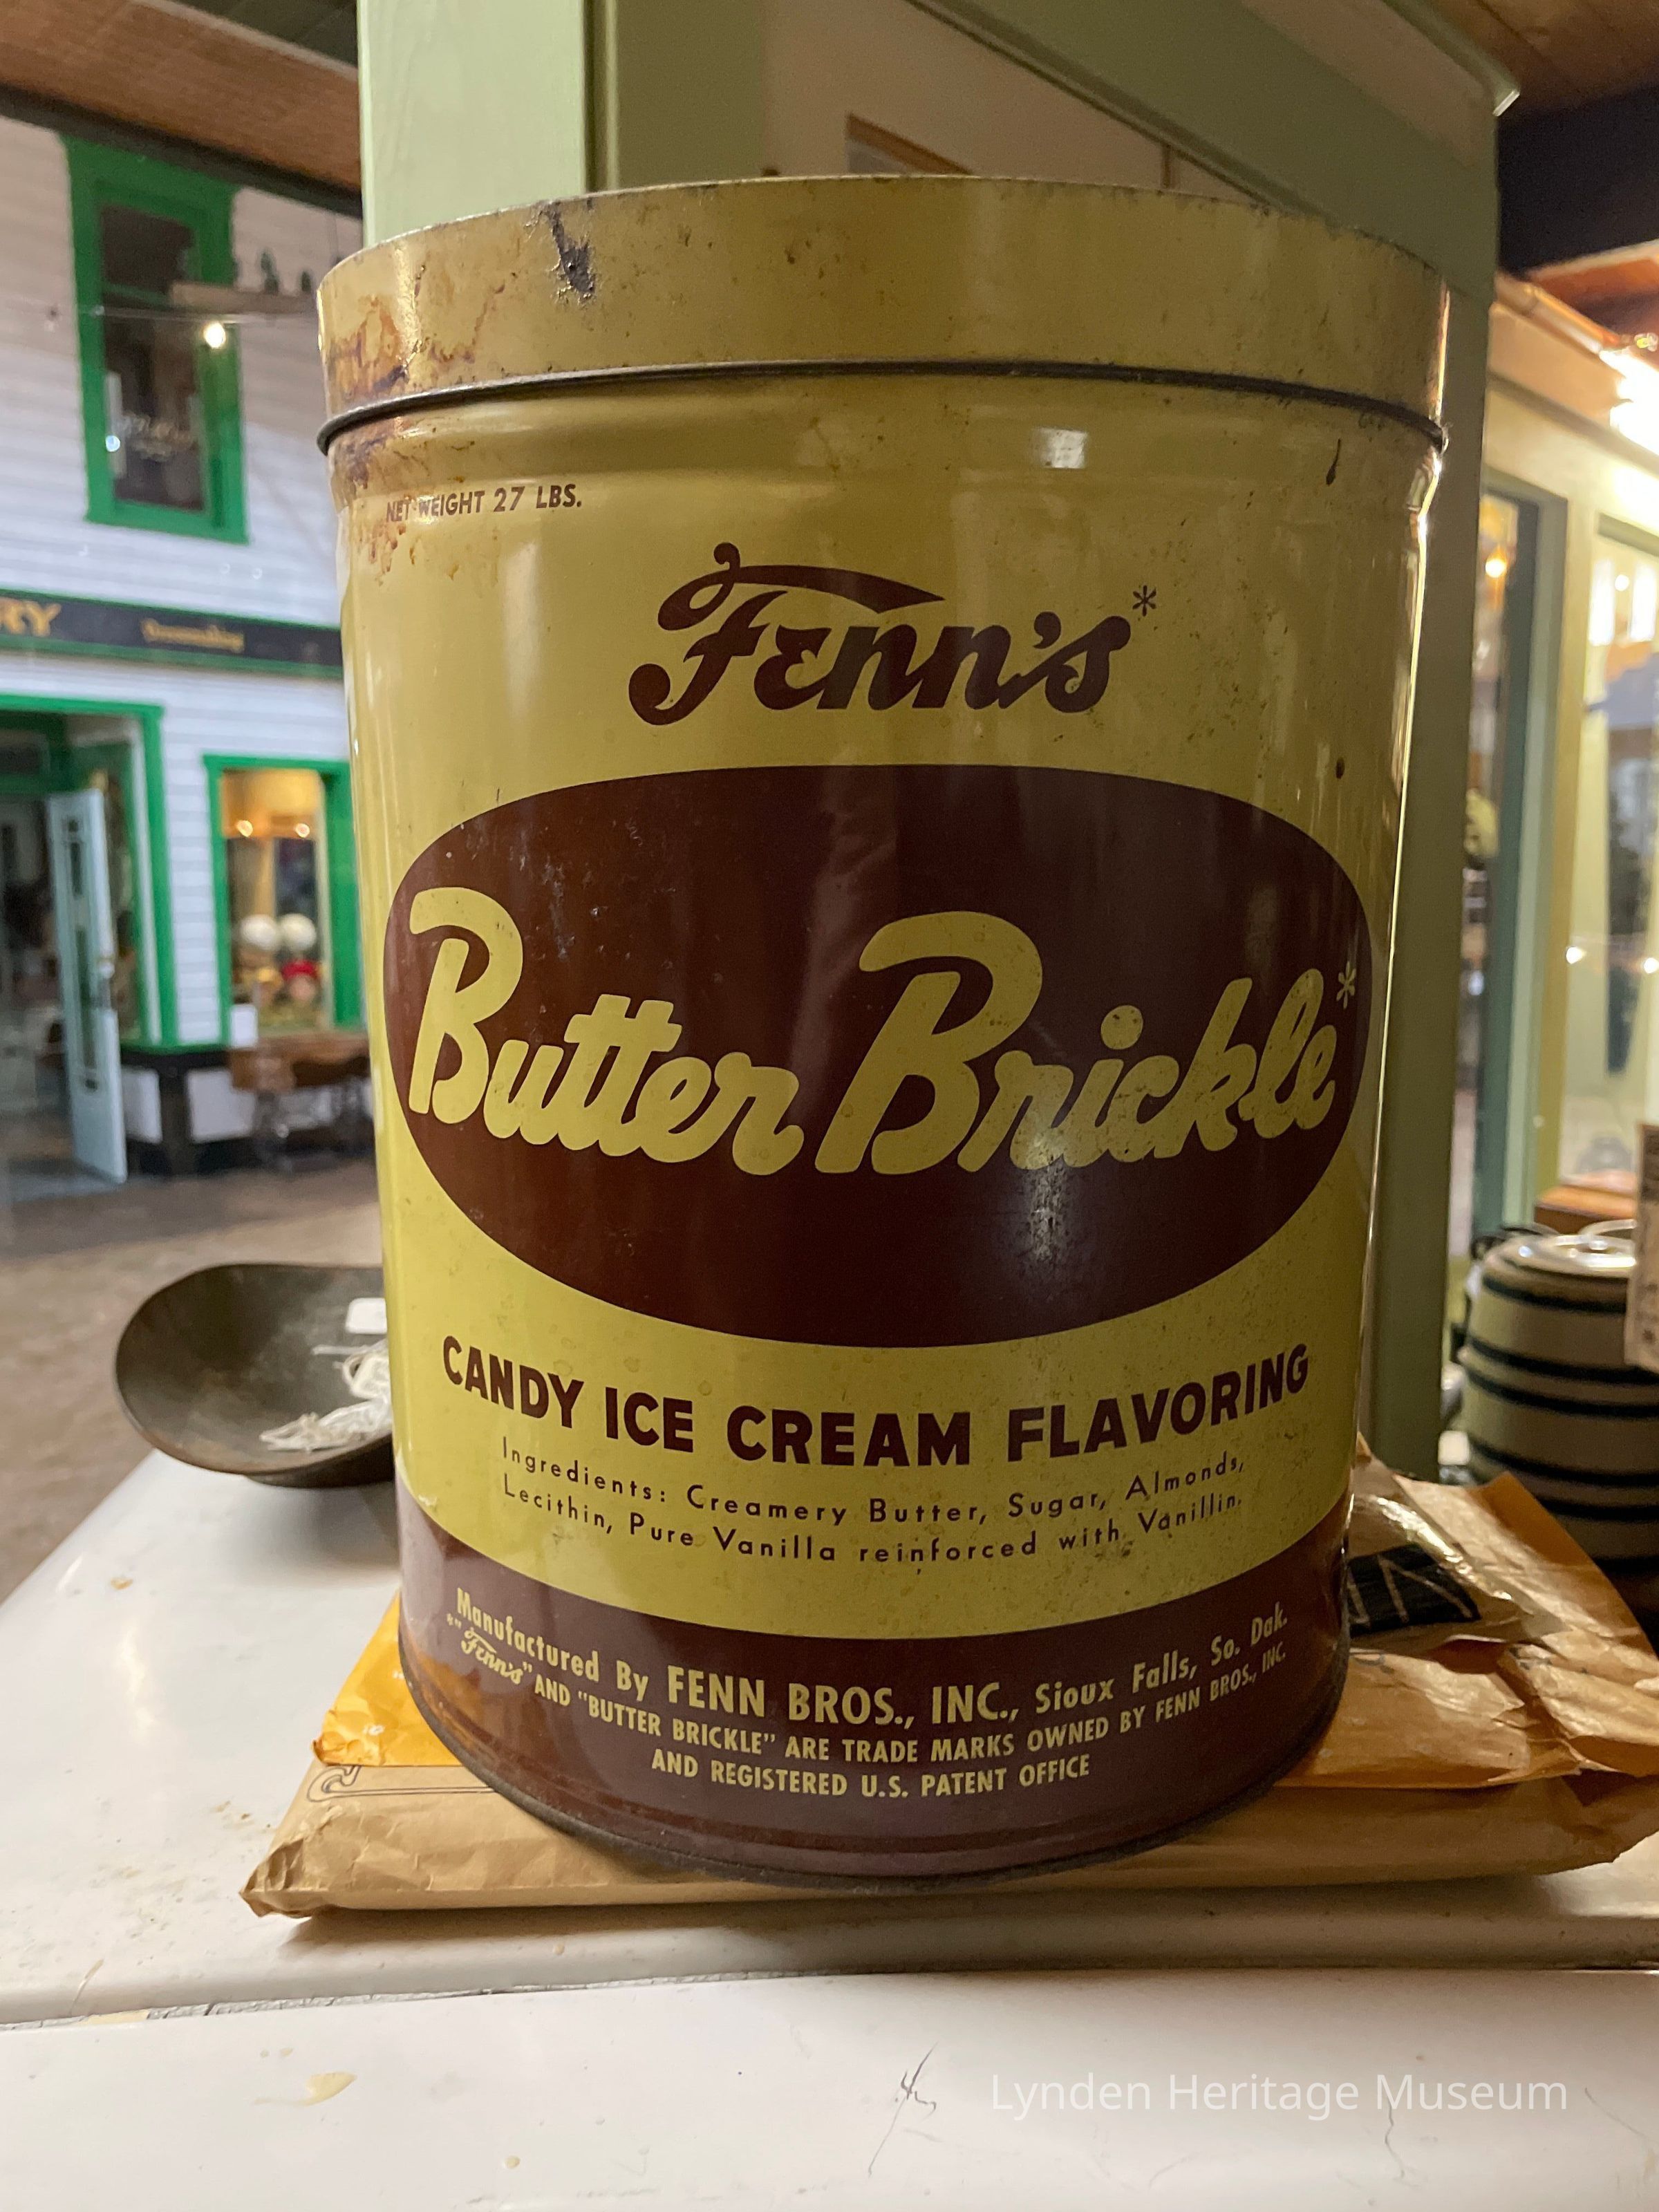 RY
NET WEIGHT 27 LBS.
Fenn's*
Butter Brickle*
CANDY ICE CREAM FLAVORING
Ingredients: Creamery Butter, Sugar, Almonds,
Lecithin, Pure Vanilla reinforced with Vanillin.
Manufactured By FENN BROS., INC., Sioux Falls, So. Dak.
*"Fenn's" AND "BUTTER BRICKLE" ARE TRADE MARKS OWNED BY FENN BROS., INC.
AND REGISTERED U.S. PATENT OFFICE
Lynden Heritage Museum